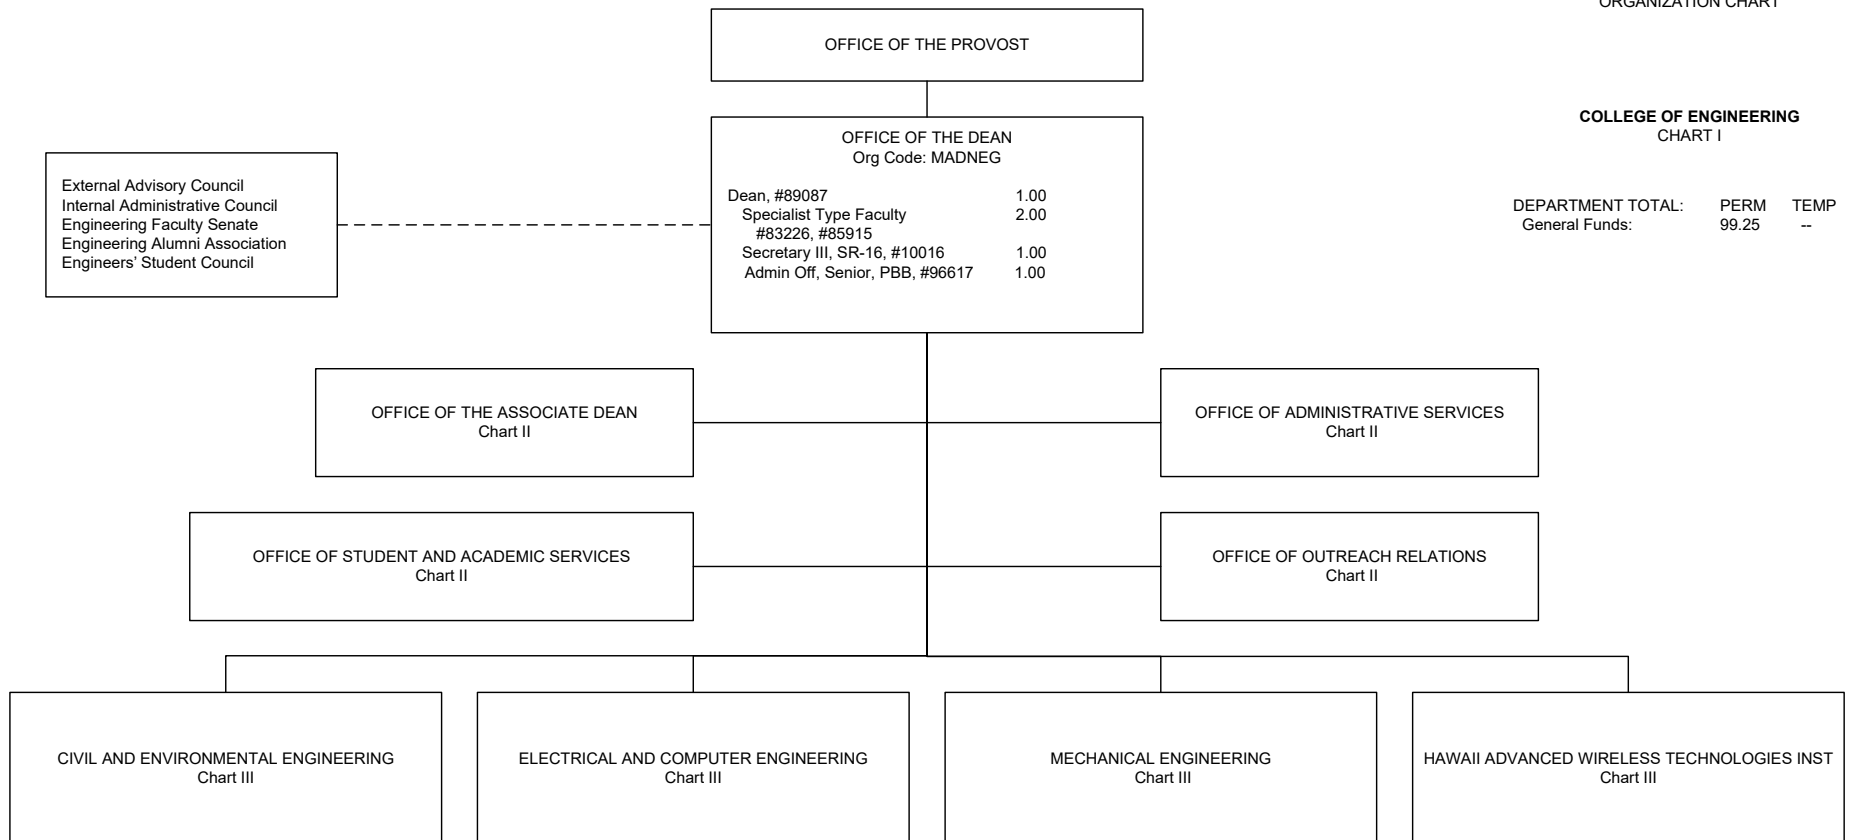 ORGANIZATION CHART
OFFICE OF THE PROVOST
COLLEGE OF ENGINEERING
CHART I
OFFICE OF THE DEAN
Org Code: MADNEG
Dean, #89087 1.00
Specialist Type Faculty 2.00
#83226, #85915
Secretary III, SR-16, #10016 1.00
Admin Off, Senior, PBB, #96617 1.00
External Advisory Council
Internal Administrative Council
Engineering Faculty Senate
Engineering Alumni Association
Engineers’ Student Council
DEPARTMENT TOTAL: PERM TEMP
General Funds: 99.25 --
OFFICE OF THE ASSOCIATE DEAN
Chart II
OFFICE OF ADMINISTRATIVE SERVICES
Chart II
OFFICE OF STUDENT AND ACADEMIC SERVICES
Chart II
OFFICE OF OUTREACH RELATIONS
Chart II
CIVIL AND ENVIRONMENTAL ENGINEERING
Chart III
ELECTRICAL AND COMPUTER ENGINEERING
Chart III
MECHANICAL ENGINEERING
Chart III
HAWAII ADVANCED WIRELESS TECHNOLOGIES INST
Chart III